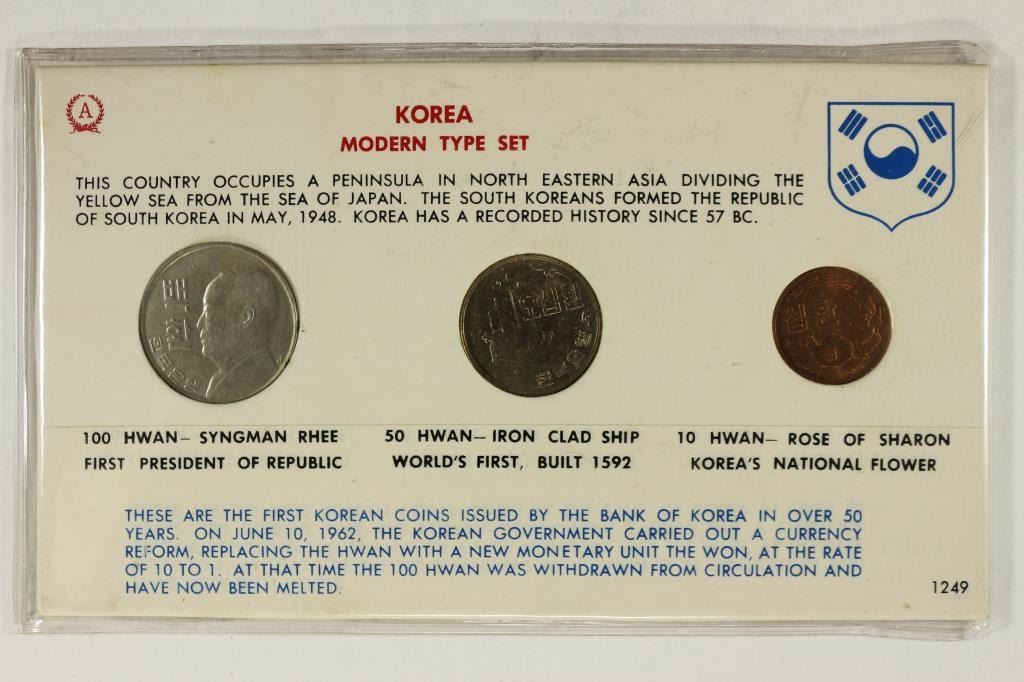 A
KOREA
MODERN TYPE SET
THIS COUNTRY OCCUPIES A PENINSULA IN NORTH EASTERN ASIA DIVIDING THE
YELLOW SEA FROM THE SEA OF JAPAN. THE SOUTH KOREANS FORMED THE REPUBLIC
OF SOUTH KOREA IN MAY, 1948. KOREA HAS A RECORDED HISTORY SINCE 57 BC.
100 HWAN— SYNGMAN RHEE
FIRST PRESIDENT OF REPUBLIC
50 HWAN— IRON CLAD SHIP
WORLD'S FIRST, BUILT 1592
10 HWAN— ROSE OF SHARON
KOREA'S NATIONAL FLOWER
THESE ARE THE FIRST KOREAN COINS ISSUED BY THE BANK OF KOREA IN OVER 50
YEARS. ON JUNE 10, 1962, THE KOREAN GOVERNMENT CARRIED OUT A CURRENCY
REFORM, REPLACING THE HWAN WITH A NEW MONETARY UNIT THE WON, AT THE RATE
OF 10 TO 1. AT THAT TIME THE 100 HWAN WAS WITHDRAWN FROM CIRCULATION AND
HAVE NOW BEEN MELTED.
1249